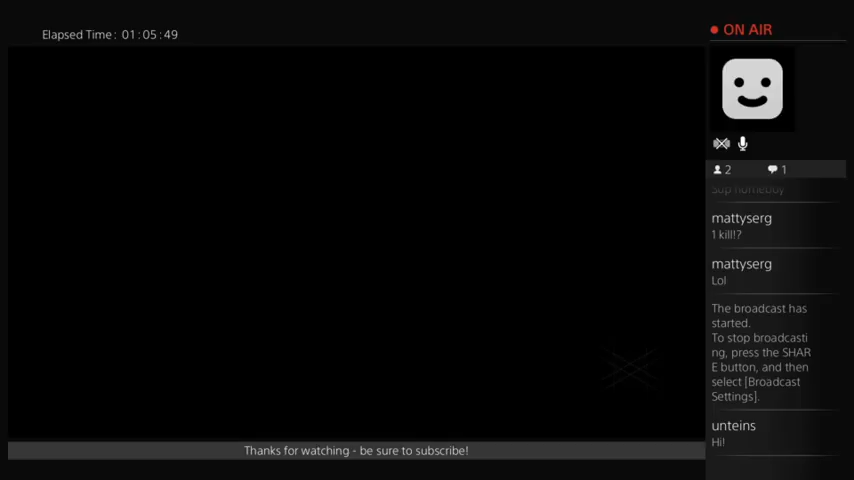 Elapsed Time: 01:05:49
ON AIR
2
1
Sup homeboy
mattyserg
1 kill!?
mattyserg
Lol
The broadcast has
started.
To stop broadcasti
ng, press the SHAR
E button, and then
select [Broadcast
Settings].
unteins
Hi!
Thanks for watching - be sure to subscribe!